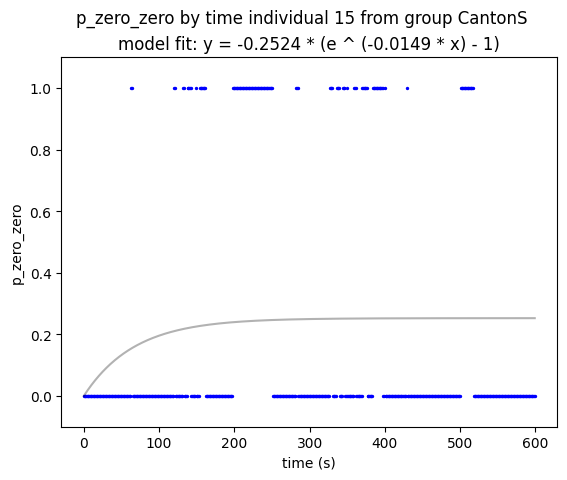 p_zero_zero by time individual 15 from group CantonS
model fit: y = -0.2524 * (e ^ (-0.0149 * x) - 1)
1.0
0.8
0.6
0.4
0.2
0.0
p_zero_zero
0 100 200 300 400 500 600
time (s)